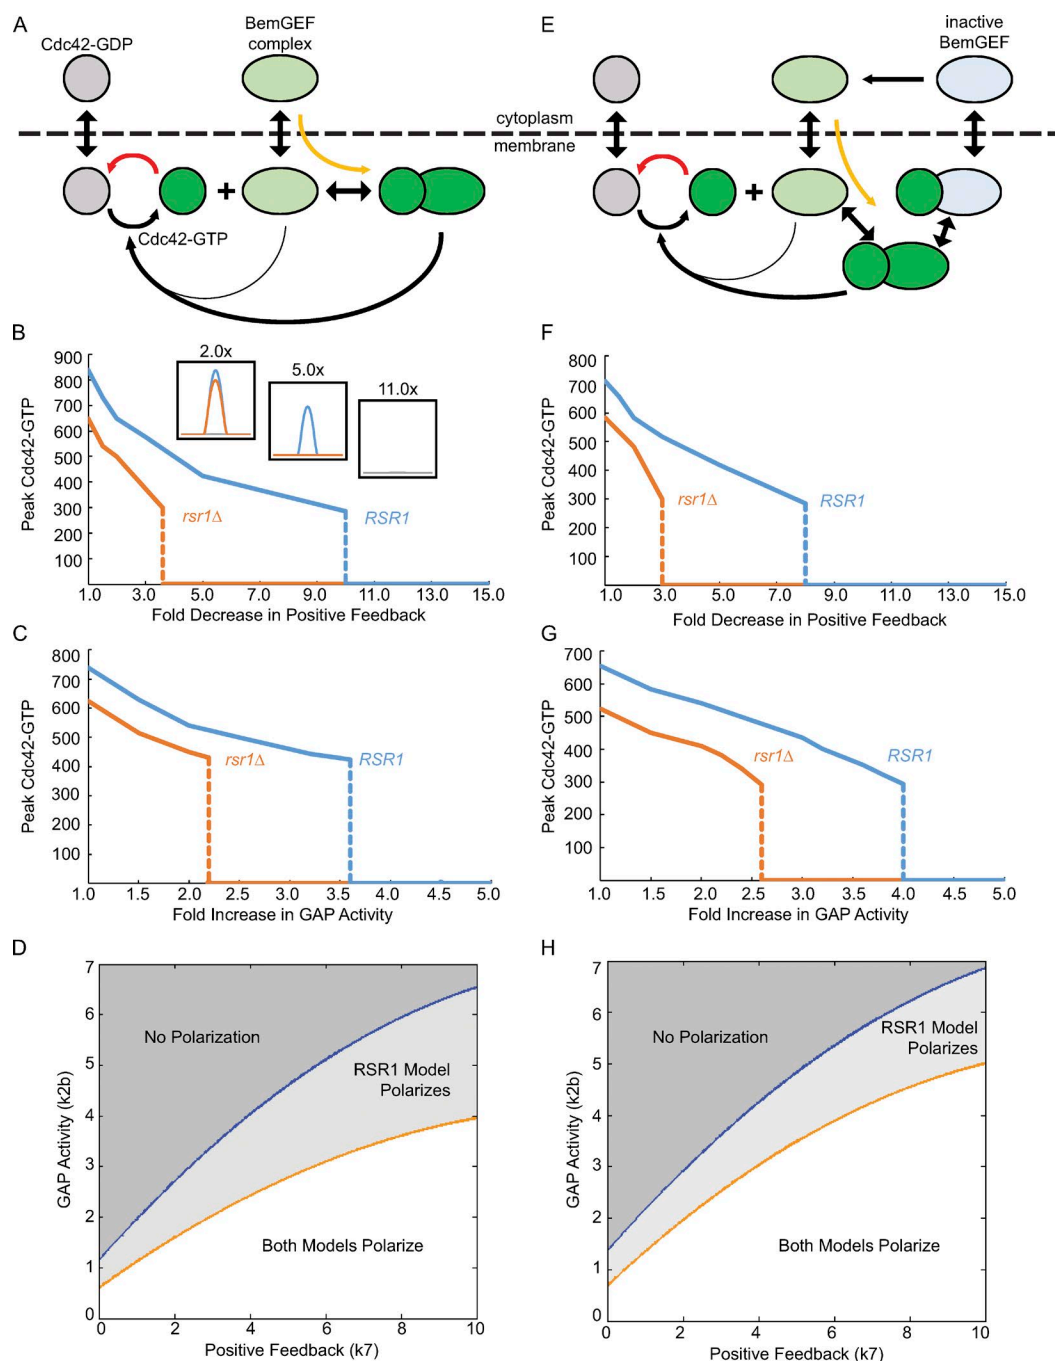 A
BemGEF
complex
Cdc42-GDP
cytoplasm
membrane
+
Cdc42-GTP
E
inactive
BemGEF
+
B
900
800
700
600
500
400
300
200
100
Peak Cdc42-GTP
2.0x
5.0x
11.0x
rsr1Δ
RSR1
1.0 3.0 5.0 7.0 9.0 11.0 13.0 15.0
Fold Decrease in Positive Feedback
F
800
700
600
500
400
300
200
100
Peak Cdc42-GTP
rsr1Δ
RSR1
1.0 3.0 5.0 7.0 9.0 11.0 13.0 15.0
Fold Decrease in Positive Feedback
C
800
700
600
500
400
300
200
100
Peak Cdc42-GTP
rsr1Δ
RSR1
1.0 1.5 2.0 2.5 3.0 3.5 4.0 4.5 5.0
Fold Increase in GAP Activity
G
700
600
500
400
300
200
100
Peak Cdc42-GTP
rsr1Δ
RSR1
1.0 1.5 2.0 2.5 3.0 3.5 4.0 4.5 5.0
Fold Increase in GAP Activity
D
7
6
5
4
3
2
1
0
GAP Activity (k2b)
No Polarization
RSR1 Model
Polarizes
Both Models Polarize
0 2 4 6 8 10
Positive Feedback (k7)
H
7
6
5
4
3
2
1
0
GAP Activity (k2b)
No Polarization
RSR1 Model
Polarizes
Both Models Polarize
0 2 4 6 8 10
Positive Feedback (k7)